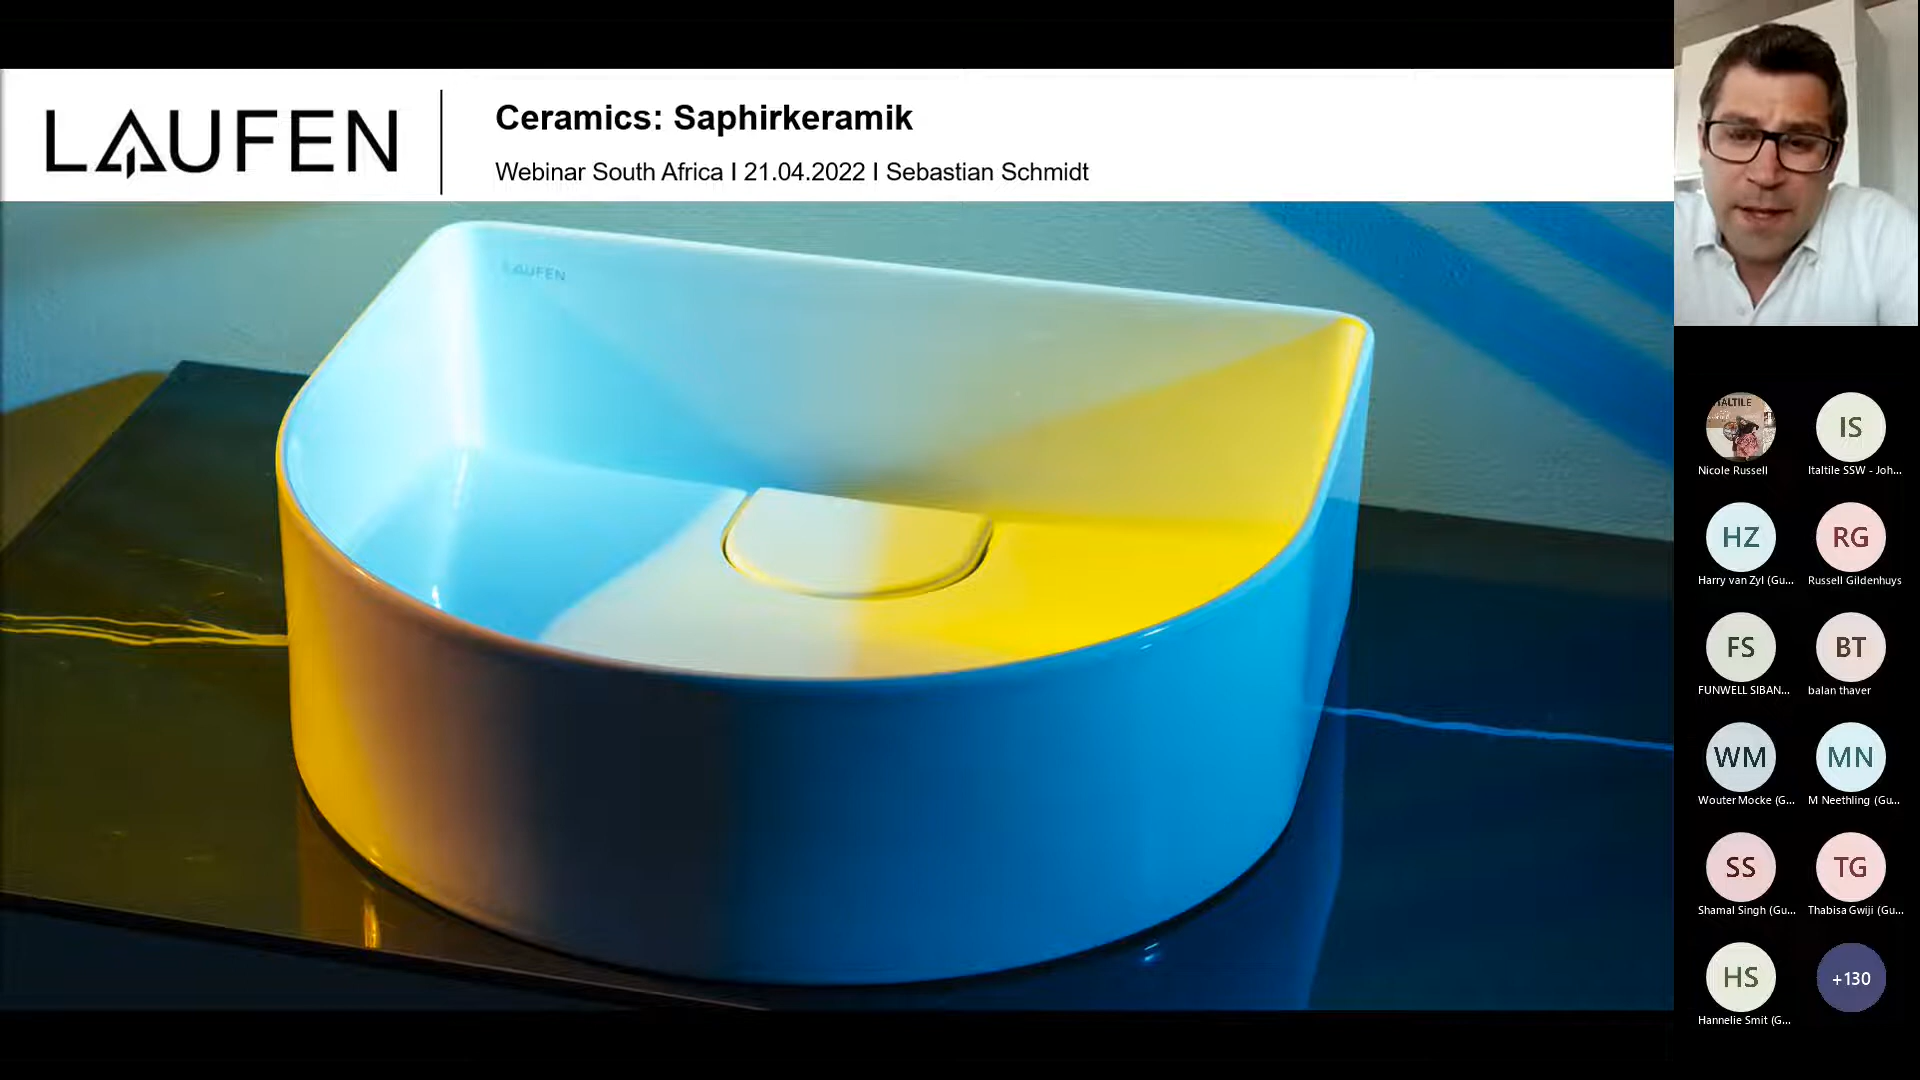 LAUFEN
Ceramics: Saphirkeramik
Webinar South Africa I 21.04.2022 I Sebastian Schmidt
LAUFEN
ITALTILE
Nicole Russell
IS
Italtile SSW - Joh...
HZ
Harry van Zyl (Gu...
RG
Russell Gildenhuys
FS
FUNWELL SIBAN...
BT
balan thaver
WM
Wouter Mocke (G...
MN
M Neethling (Gu...
SS
Shamal Singh (Gu...
TG
Thabisa Gwiji (Gu...
HS
Hannelie Smit (G...
+130